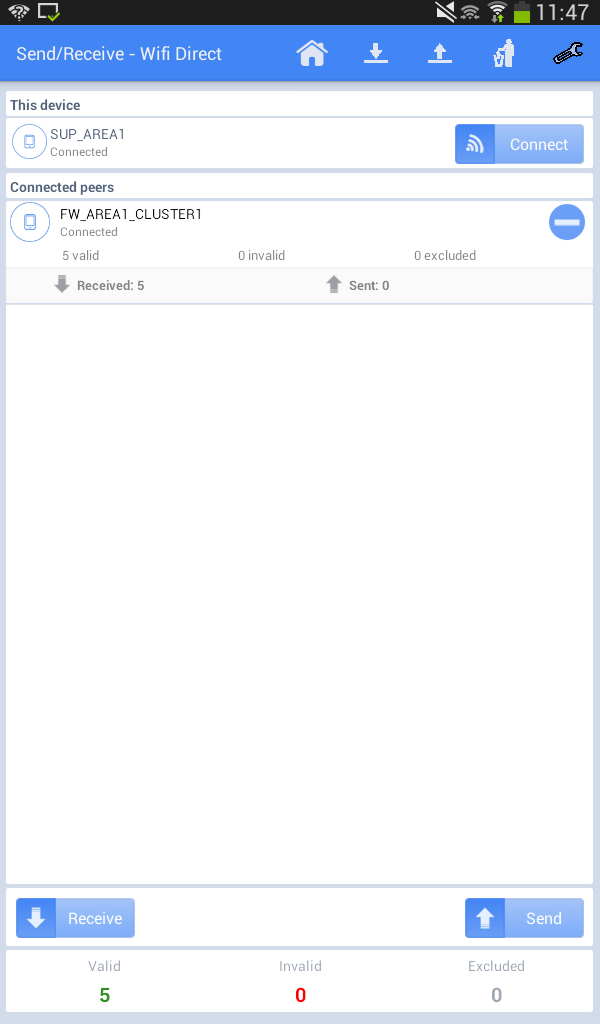 11:47
Send/Receive - Wifi Direct
This device
SUP_AREA1
Connected
Connect
Connected peers
FW_AREA1_CLUSTER1
Connected
5 valid 0 invalid 0 excluded
Received: 5 Sent: 0
Receive Send
Valid Invalid Excluded
5 0 0